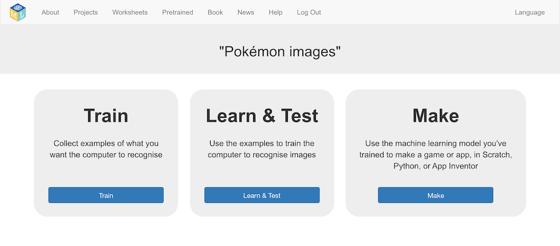 About Projects Worksheets Pretrained Book News Help Log Out Language
"Pokémon images"
Train
Collect examples of what you
want the computer to recognise
Train
Learn & Test
Use the examples to train the
computer to recognise images
Learn & Test
Make
Use the machine learning model you've
trained to make a game or app, in Scratch,
Python, or App Inventor
Make